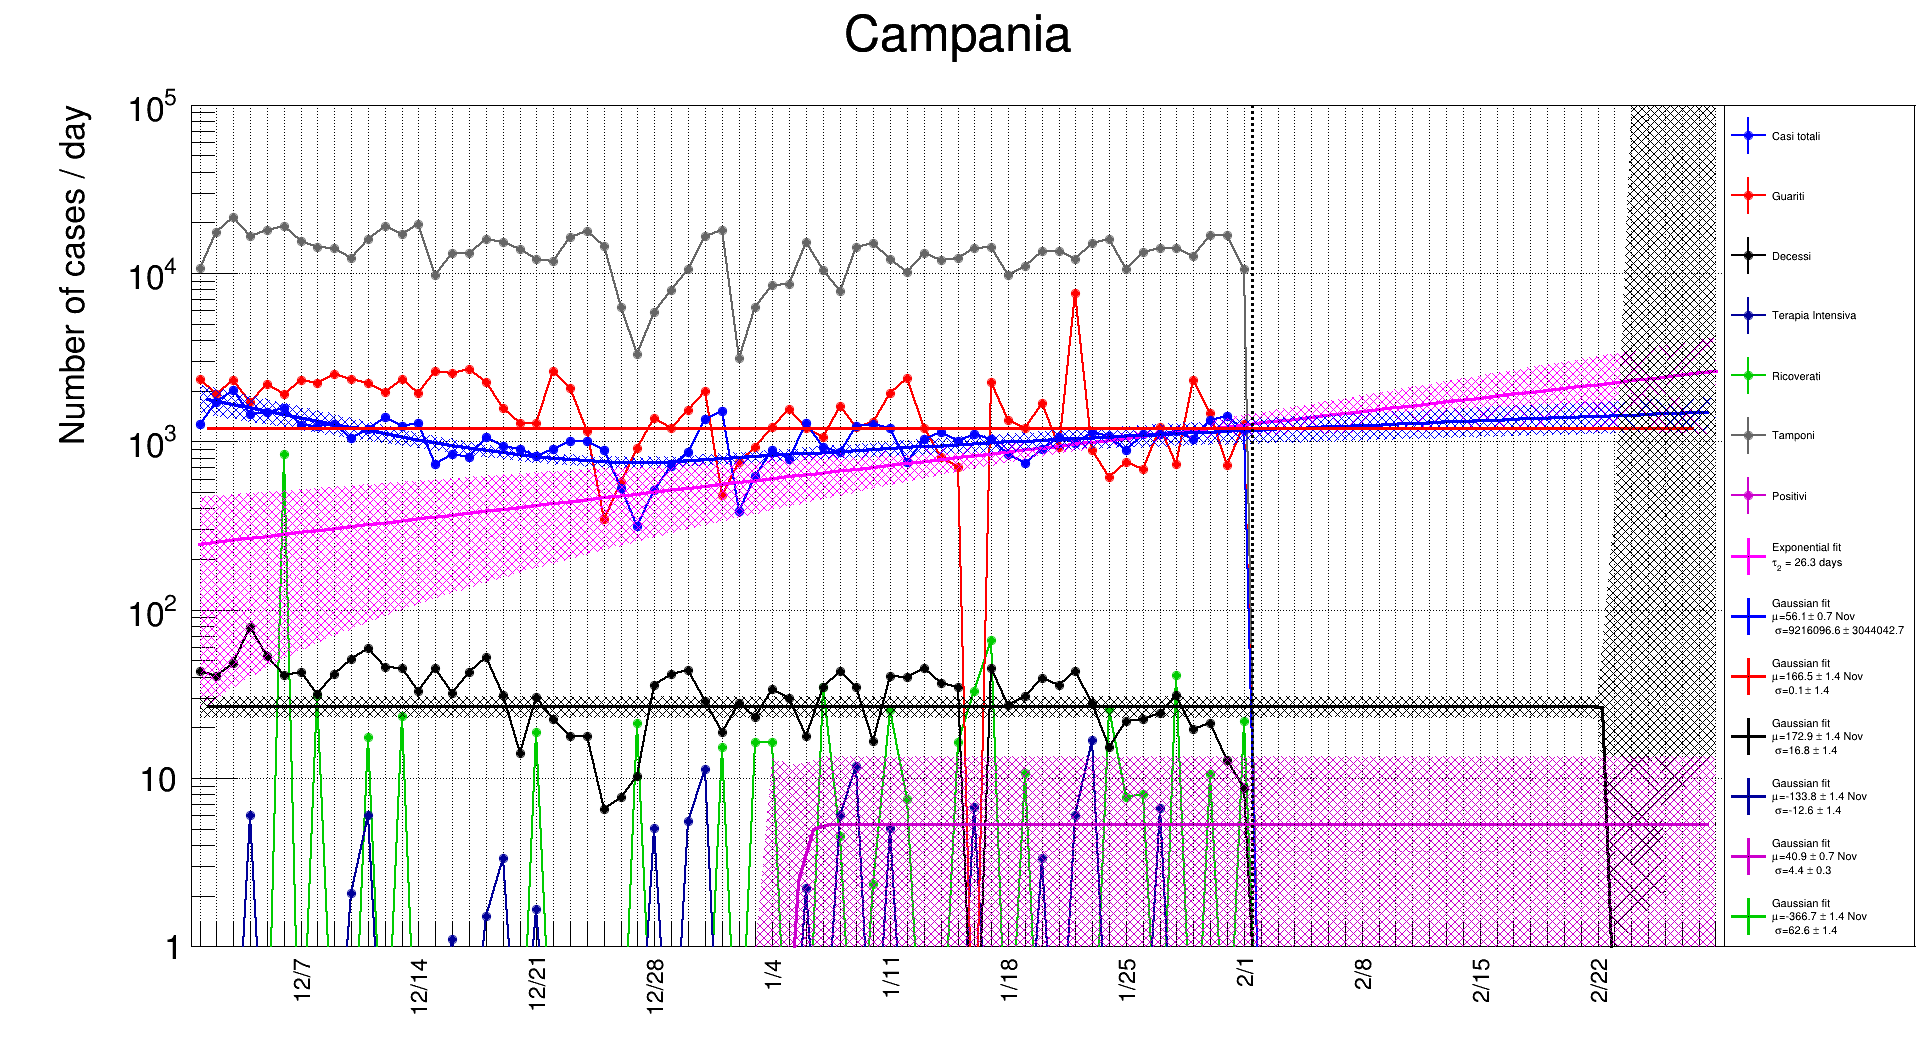 Campania
Number of cases / day
10^5
10^4
10^3
10^2
10
1
12/7
12/14
12/21
12/28
1/4
1/11
1/18
1/25
2/1
2/8
2/15
2/22
Casi totali
Guariti
Decessi
Terapia Intensiva
Ricoverati
Tamponi
Positivi
Exponential fit
τ_2 = 26.3 days
Gaussian fit
μ=56.1 ± 0.7 Nov
σ=9216096.6 ± 3044042.7
Gaussian fit
μ=166.5 ± 1.4 Nov
σ=0.1 ± 1.4
Gaussian fit
μ=172.9 ± 1.4 Nov
σ=16.8 ± 1.4
Gaussian fit
μ=-133.8 ± 1.4 Nov
σ=-12.6 ± 1.4
Gaussian fit
μ=40.9 ± 0.7 Nov
σ=4.4 ± 0.3
Gaussian fit
μ=-366.7 ± 1.4 Nov
σ=62.6 ± 1.4